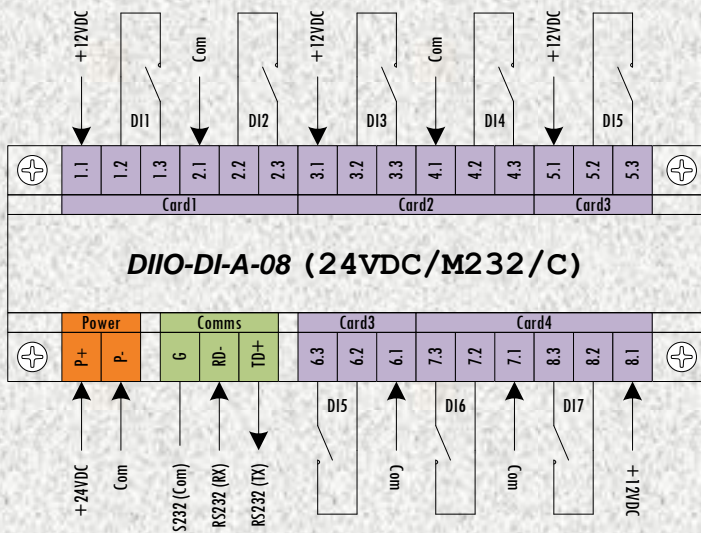 +12VDC
Com
+12VDC
Com
+12VDC
DI1
DI2
DI3
DI4
DI5
1.1
1.2
1.3
2.1
2.2
2.3
3.1
3.2
3.3
4.1
4.2
4.3
5.1
5.2
5.3
Card1
Card2
Card3
DIIO-DI-A-08 (24VDC/M232/C)
Power
Comms
Card3
Card4
P+
P-
G
RD-
TD+
6.3
6.2
6.1
7.3
7.2
7.1
8.3
8.2
8.1
DI5
DI6
DI7
+24VDC
Com
S232 (Com)
RS232 (RX)
RS232 (TX)
Com
Com
+12VDC